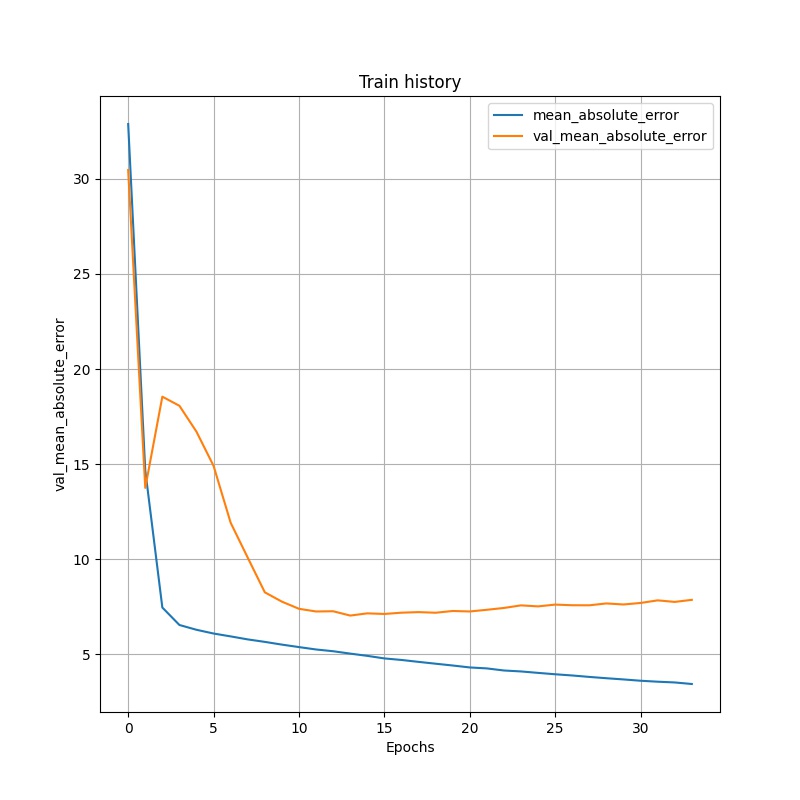 Train history
mean_absolute_error
val_mean_absolute_error
val_mean_absolute_error
30
25
20
15
10
5
0 5 10 15 20 25 30
Epochs